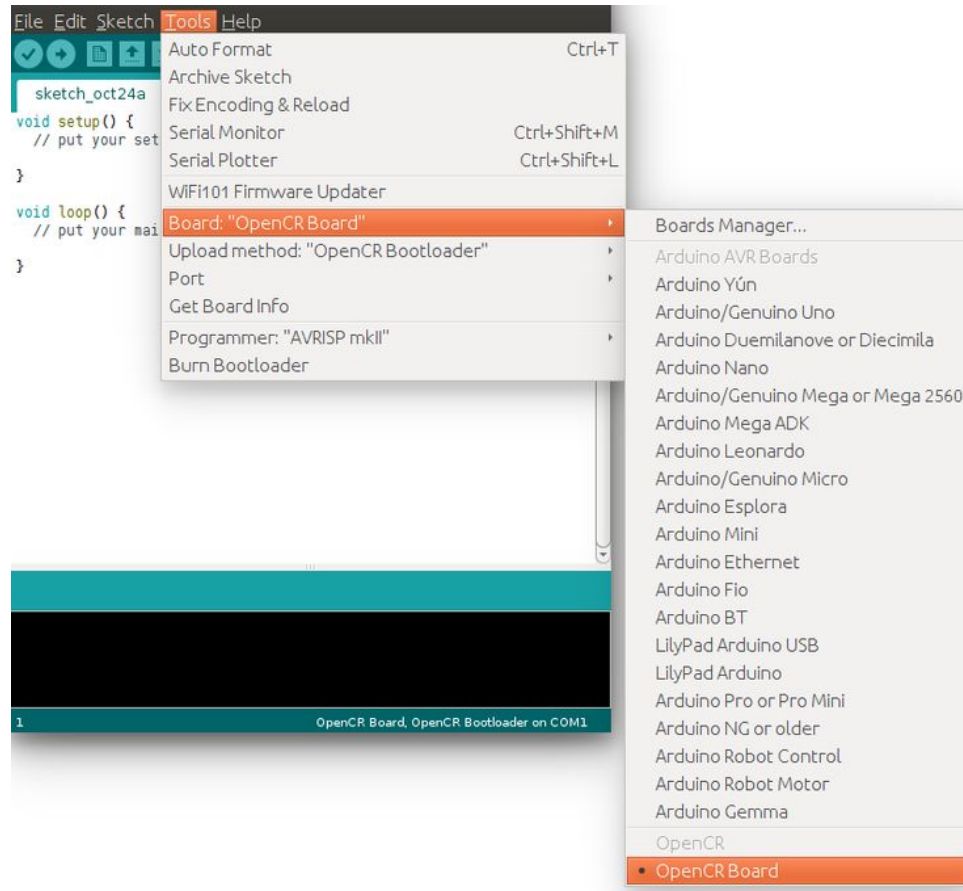 File Edit Sketch Tools Help
sketch_oct24a
void setup() {
// put your set
}
void loop() {
// put your mai
}
Auto Format Ctrl+T
Archive Sketch
Fix Encoding & Reload
Serial Monitor Ctrl+Shift+M
Serial Plotter Ctrl+Shift+L
WiFi101 Firmware Updater
Board: "OpenCR Board"
Upload method: "OpenCR Bootloader"
Port
Get Board Info
Programmer: "AVRISP mkII"
Burn Bootloader
Boards Manager...
Arduino AVR Boards
Arduino Yún
Arduino/Genuino Uno
Arduino Duemilanove or Diecimila
Arduino Nano
Arduino/Genuino Mega or Mega 2560
Arduino Mega ADK
Arduino Leonardo
Arduino/Genuino Micro
Arduino Esplora
Arduino Mini
Arduino Ethernet
Arduino Fio
Arduino BT
LilyPad Arduino USB
LilyPad Arduino
Arduino Pro or Pro Mini
Arduino NG or older
Arduino Robot Control
Arduino Robot Motor
Arduino Gemma
OpenCR
OpenCR Board
1 OpenCR Board, OpenCR Bootloader on COM1